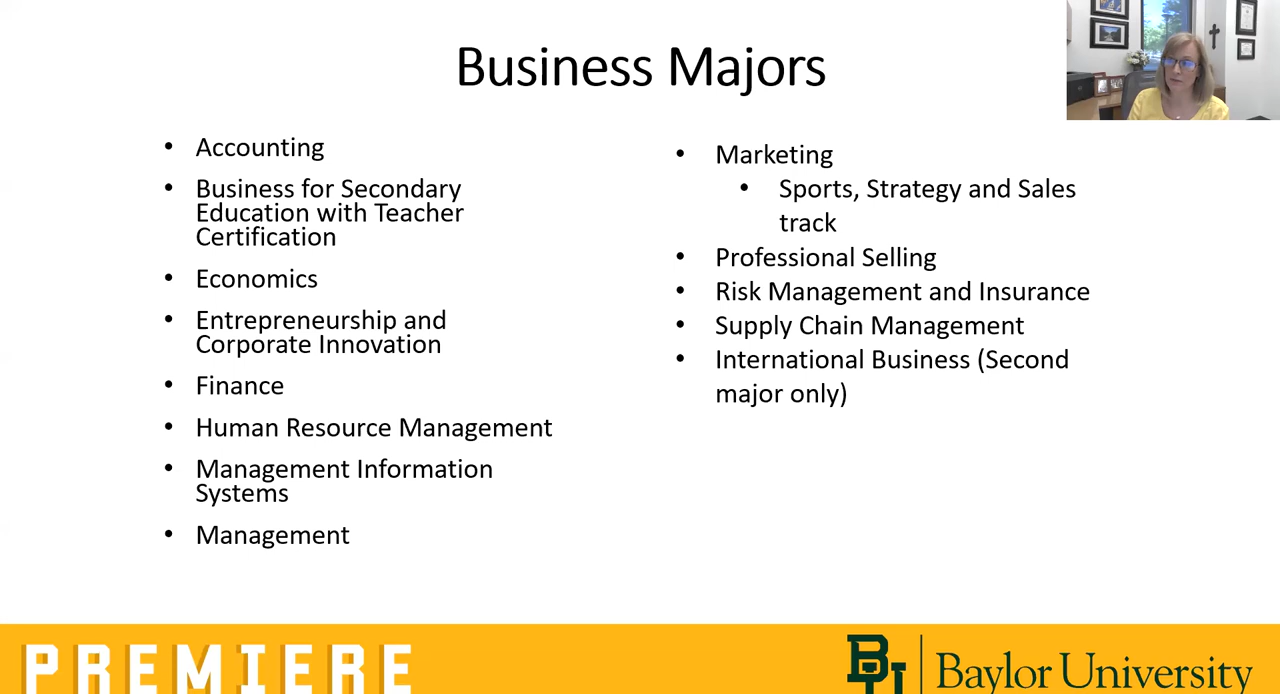 Business Majors
• Accounting
• Business for Secondary
Education with Teacher
Certification
• Economics
• Entrepreneurship and
Corporate Innovation
• Finance
• Human Resource Management
• Management Information
Systems
• Management
• Marketing
• Sports, Strategy and Sales
track
• Professional Selling
• Risk Management and Insurance
• Supply Chain Management
• International Business (Second
major only)
PREMIERE
BU
Baylor University